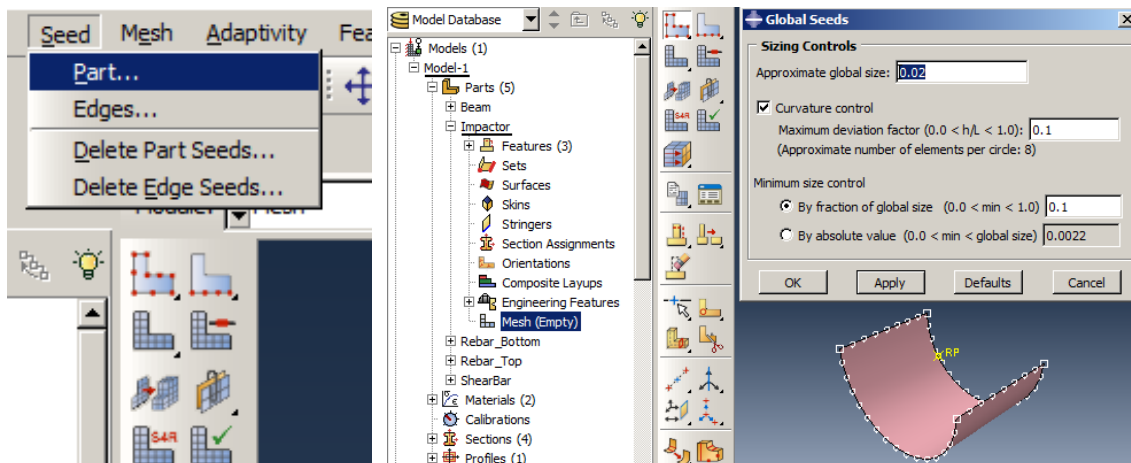 Seed Mesh Adaptivity Fea
Part...
Edges...
Delete Part Seeds...
Delete Edge Seeds...
S4R
Model Database
Models (1)
Model-1
Parts (5)
Beam
Impactor
Features (3)
Sets
Surfaces
Skins
Stringers
Section Assignments
Orientations
Composite Layups
Engineering Features
Mesh (Empty)
Rebar_Bottom
Rebar_Top
ShearBar
Materials (2)
Calibrations
Sections (4)
Profiles (1)
S4R
Global Seeds
Sizing Controls
Approximate global size: 0.02
Curvature control
Maximum deviation factor (0.0 < h/L < 1.0): 0.1
(Approximate number of elements per circle: 8)
Minimum size control
By fraction of global size (0.0 < min < 1.0) 0.1
By absolute value (0.0 < min < global size) 0.0022
OK Apply Defaults Cancel
RP